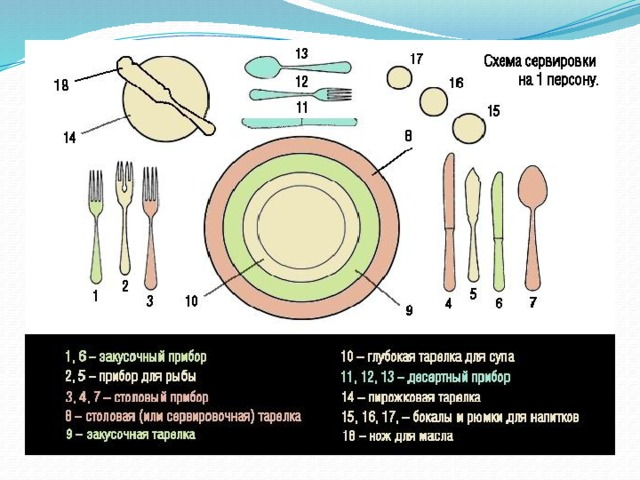 Схема сервировки
на 1 персону.
13
17
18
12
16
11
15
14
8
1
2
3
10
9
4
5
6
7
1, 6 – закусочный прибор
2, 5 – прибор для рыбы
3, 4, 7 – столовый прибор
8 – столовая (или сервировочная) тарелка
9 – закусочная тарелка
10 – глубокая тарелка для супа
11, 12, 13 – десертный прибор
14 – пирожковая тарелка
15, 16, 17, – бокалы и рюмки для напитков
18 – нож для масла